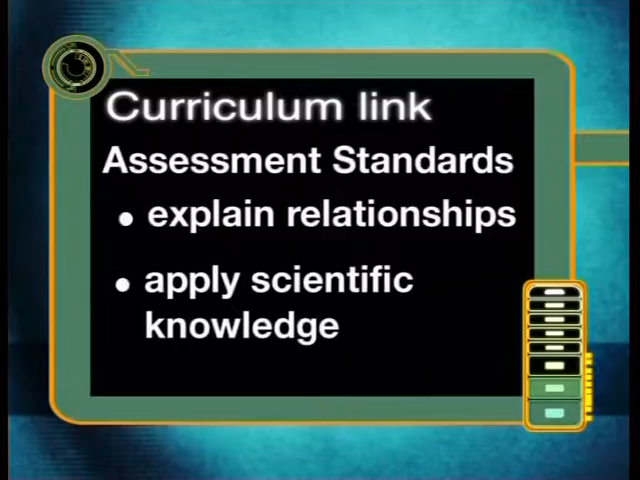 Curriculum link
Assessment Standards
• explain relationships
• apply scientific
knowledge